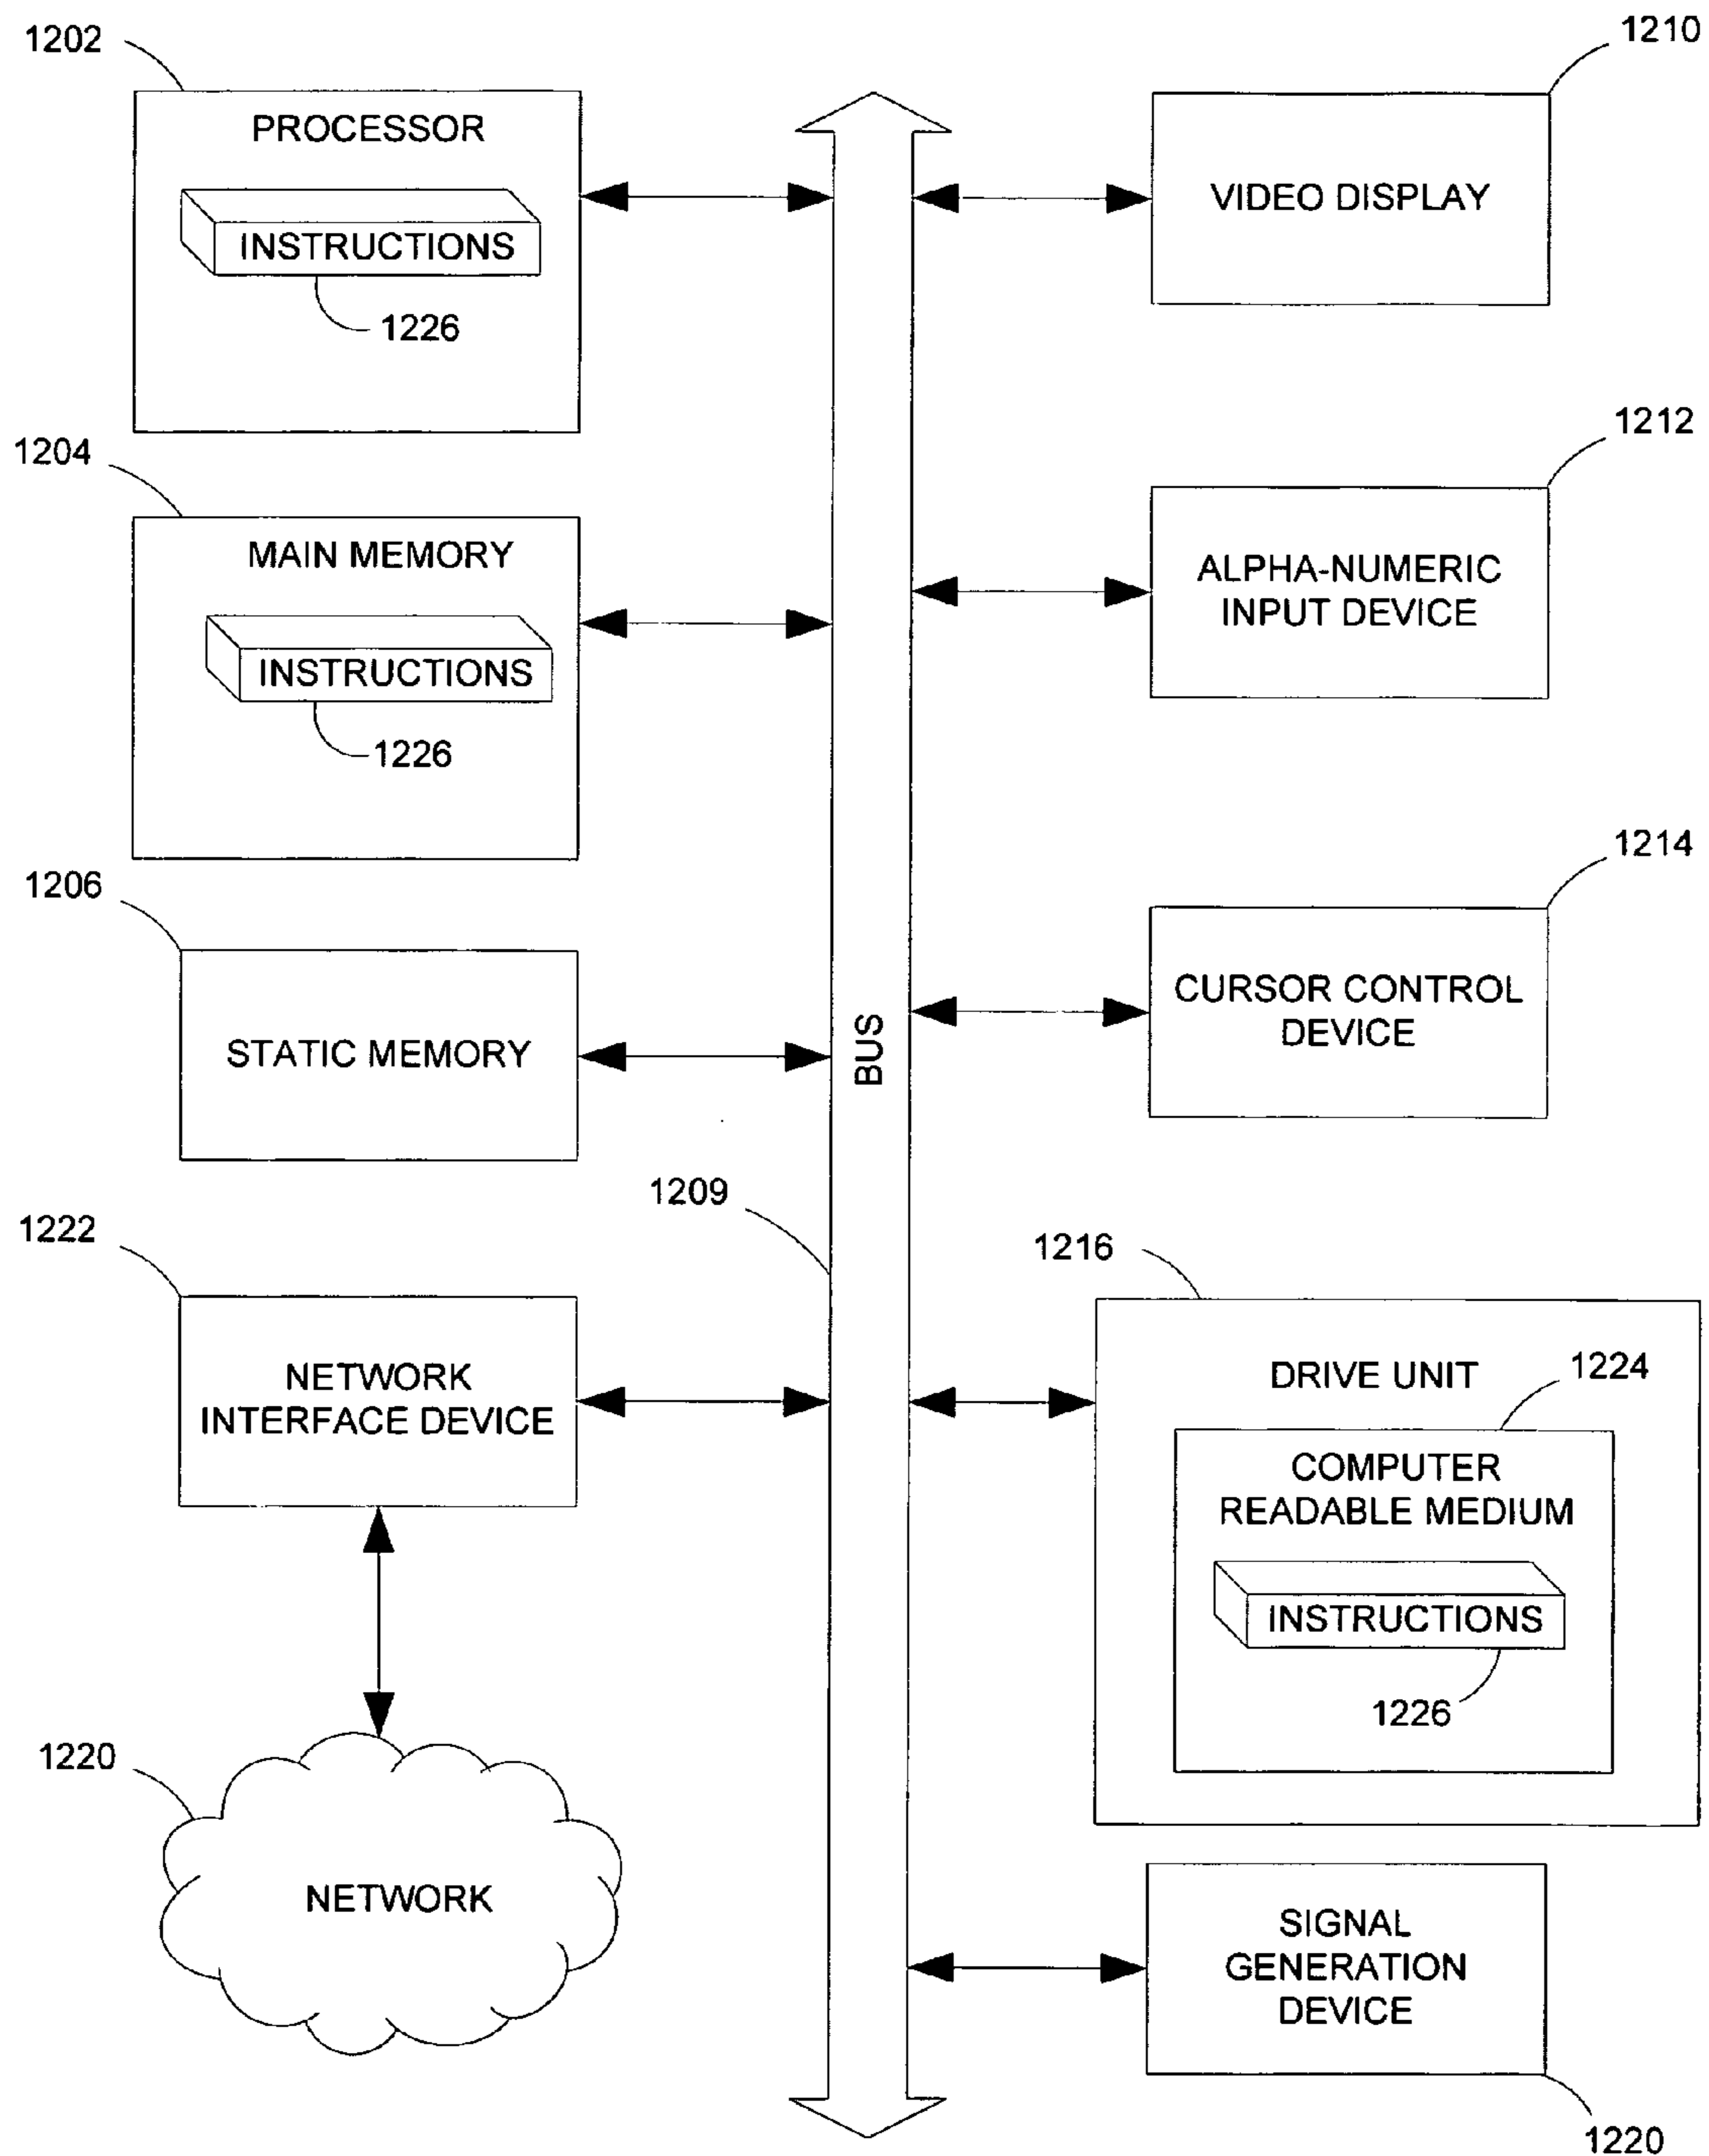 1202
PROCESSOR
INSTRUCTIONS
1226
1204
MAIN MEMORY
INSTRUCTIONS
1226
1206
STATIC MEMORY
1222
NETWORK
INTERFACE DEVICE
1220
NETWORK
BUS
1209
1210
VIDEO DISPLAY
1212
ALPHA-NUMERIC
INPUT DEVICE
1214
CURSOR CONTROL
DEVICE
1216
DRIVE UNIT
1224
COMPUTER
READABLE MEDIUM
INSTRUCTIONS
1226
SIGNAL
GENERATION
DEVICE
1220